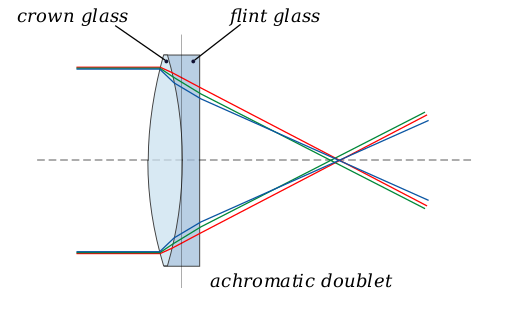 crown glass
flint glass
achromatic doublet